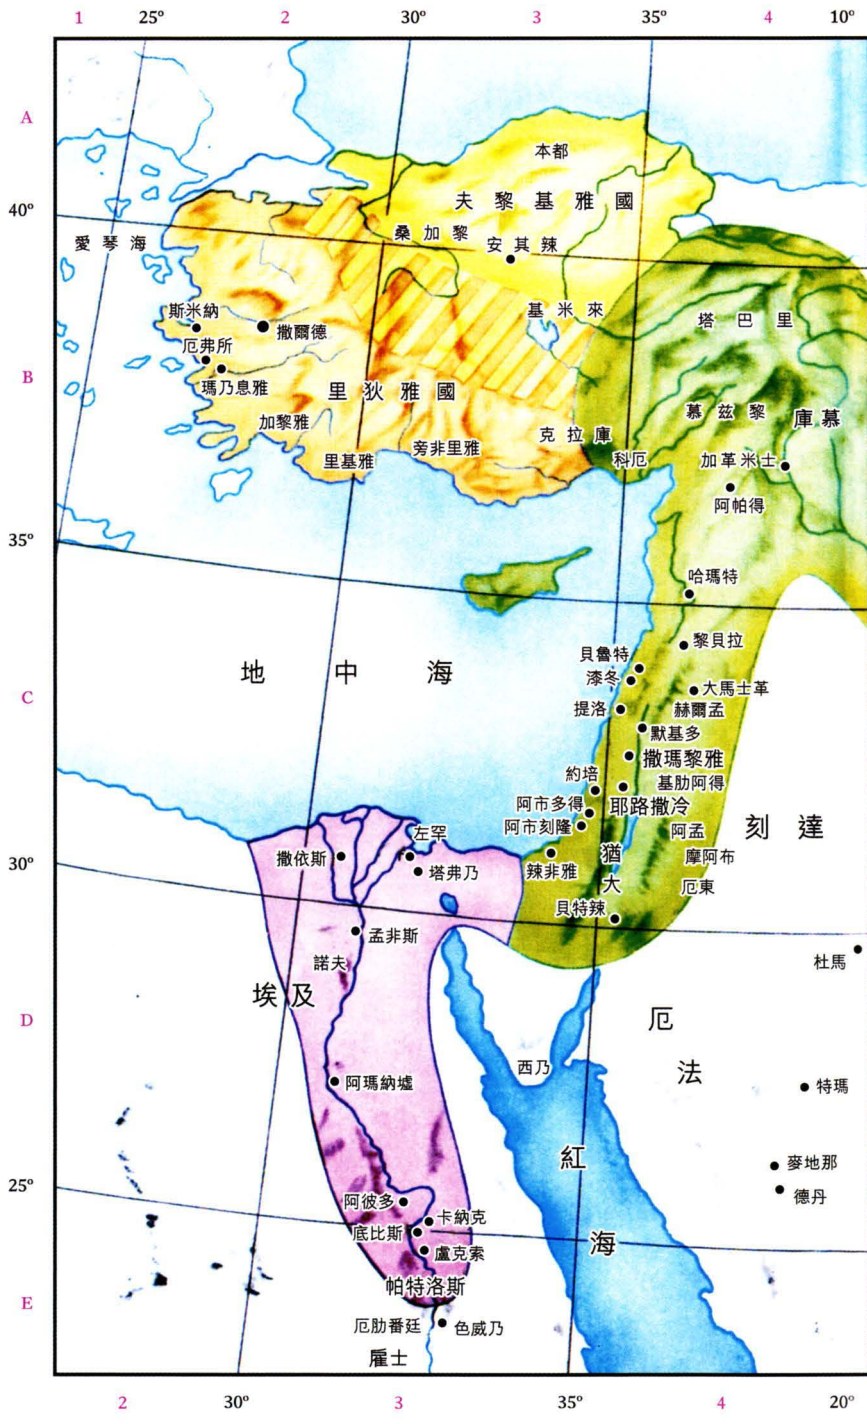 1 25º 2 30º 3 35º 4 10º
A
本都
夫黎基雅國
40º
愛琴海
桑加黎
安其辣
斯米納
撒爾德
基米來
塔巴里
厄弗所
B
瑪乃息雅
里狄雅國
慕茲黎
庫慕
加黎雅
里基雅
旁非里雅
克拉庫
科厄
加革米士
阿帕得
35º
哈瑪特
黎貝拉
貝魯特
地中海
漆冬
C
大馬士革
提洛
赫爾孟
默基多
撒瑪黎雅
約培
基肋阿得
阿市多得
耶路撒冷
阿市刻隆
阿孟
刻達
左罕
撒依斯
猶大
摩阿布
30º
塔弗乃
辣非雅
厄東
貝特辣
孟非斯
杜馬
諾夫
埃及
D
厄法
西乃
阿瑪納墟
特瑪
紅海
麥地那
25º
德丹
阿彼多
卡納克
底比斯
盧克索
帕特洛斯
E
厄肋番廷
色威乃
雇士
2 30º 3 35º 4 20º